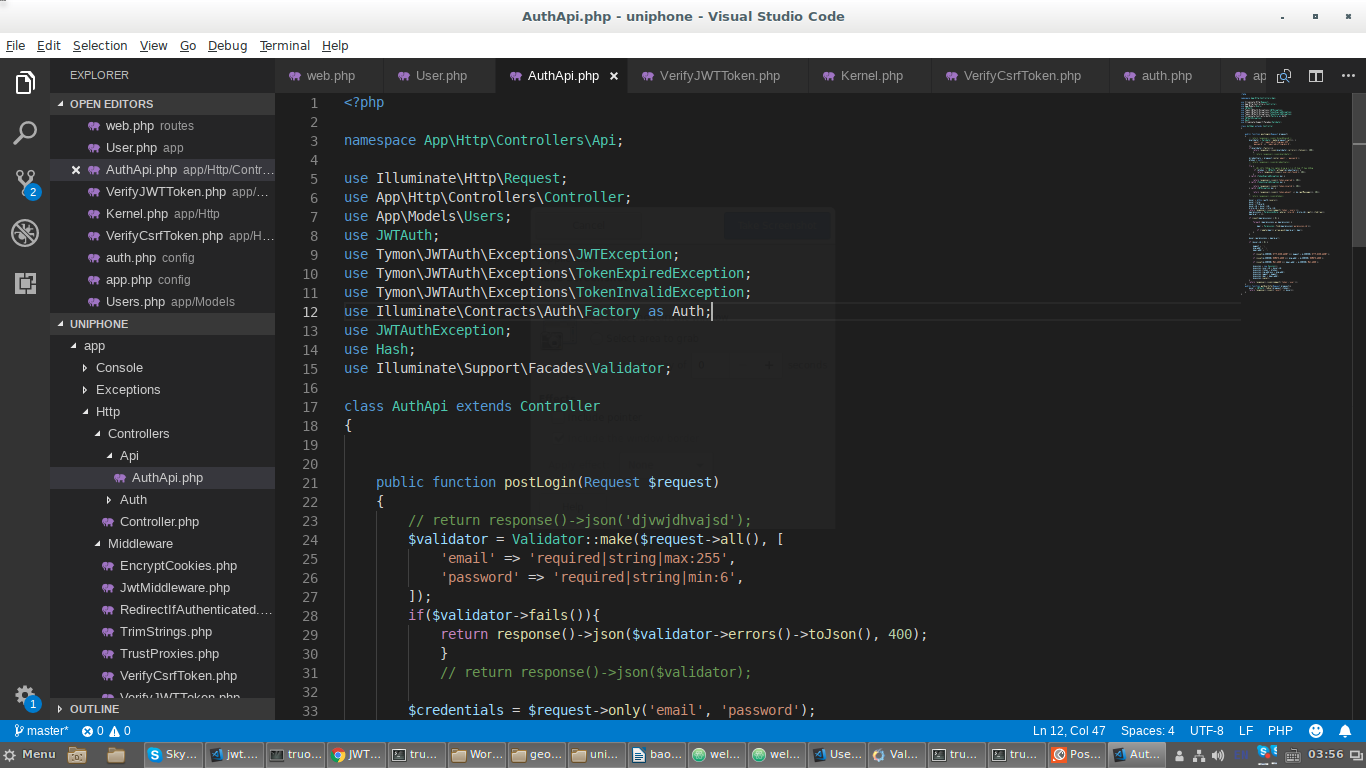 AuthApi.php - uniphone - Visual Studio Code
File Edit Selection View Go Debug Terminal Help
EXPLORER
web.php User.php AuthApi.php VerifyJWTToken.php Kernel.php VerifyCsrfToken.php auth.php ap
OPEN EDITORS
web.php routes
User.php app
AuthApi.php app/Http/Contr...
VerifyJWTToken.php app/...
Kernel.php app/Http
VerifyCsrfToken.php app/H...
auth.php config
app.php config
Users.php app/Models
UNIPHONE
app
Console
Exceptions
Http
Controllers
Api
AuthApi.php
Auth
Controller.php
Middleware
EncryptCookies.php
JwtMiddleware.php
RedirectIfAuthenticated....
TrimStrings.php
TrustProxies.php
VerifyCsrfToken.php
VerifyJWTToken.php
OUTLINE
2
1
1 <?php
2
3 namespace App\Http\Controllers\Api;
4
5 use Illuminate\Http\Request;
6 use App\Http\Controllers\Controller;
7 use App\Models\Users;
8 use JWTAuth;
9 use Tymon\JWTAuth\Exceptions\JWTException;
10 use Tymon\JWTAuth\Exceptions\TokenExpiredException;
11 use Tymon\JWTAuth\Exceptions\TokenInvalidException;
12 use Illuminate\Contracts\Auth\Factory as Auth;
13 use JWTAuthException;
14 use Hash;
15 use Illuminate\Support\Facades\Validator;
16
17 class AuthApi extends Controller
18 {
19
20
21 public function postLogin(Request $request)
22 {
23 // return response()->json('djvwjdhvajsd');
24 $validator = Validator::make($request->all(), [
25 'email' => 'required|string|max:255',
26 'password' => 'required|string|min:6',
27 ]);
28 if($validator->fails()){
29 return response()->json($validator->errors()->toJson(), 400);
30 }
31 // return response()->json($validator);
32
33 $credentials = $request->only('email', 'password');
master* 0 0 Ln 12, Col 47 Spaces: 4 UTF-8 LF PHP
Menu Sky... jwt.... truo... JWT... tru... Wor... geo... uni... bao... wel... wel... Use... Val... tru... tru... Pos... Aut... 03:56